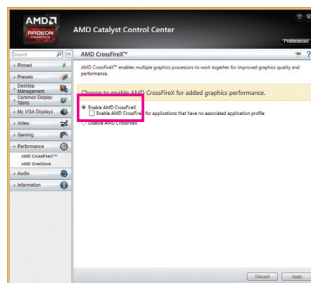 AMD
RADEON
GRAPHICS
AMD Catalyst Control Center
Preferences
Search
AMD CrossFireX™
Pinned
Presets
Desktop Management
Common Display Tasks
My VGA Displays
Video
Gaming
Performance
AMD CrossFireX™
AMD OverDrive
Audio
Information
AMD CrossFireX™ enables multiple graphics processors to work together for improved graphics quality and
performance.
Choose to enable AMD CrossFireX for added graphics performance.
Enable AMD CrossFireX
Enable AMD CrossFireX for applications that have no associated application profile
Disable AMD CrossFireX
Discard
Apply